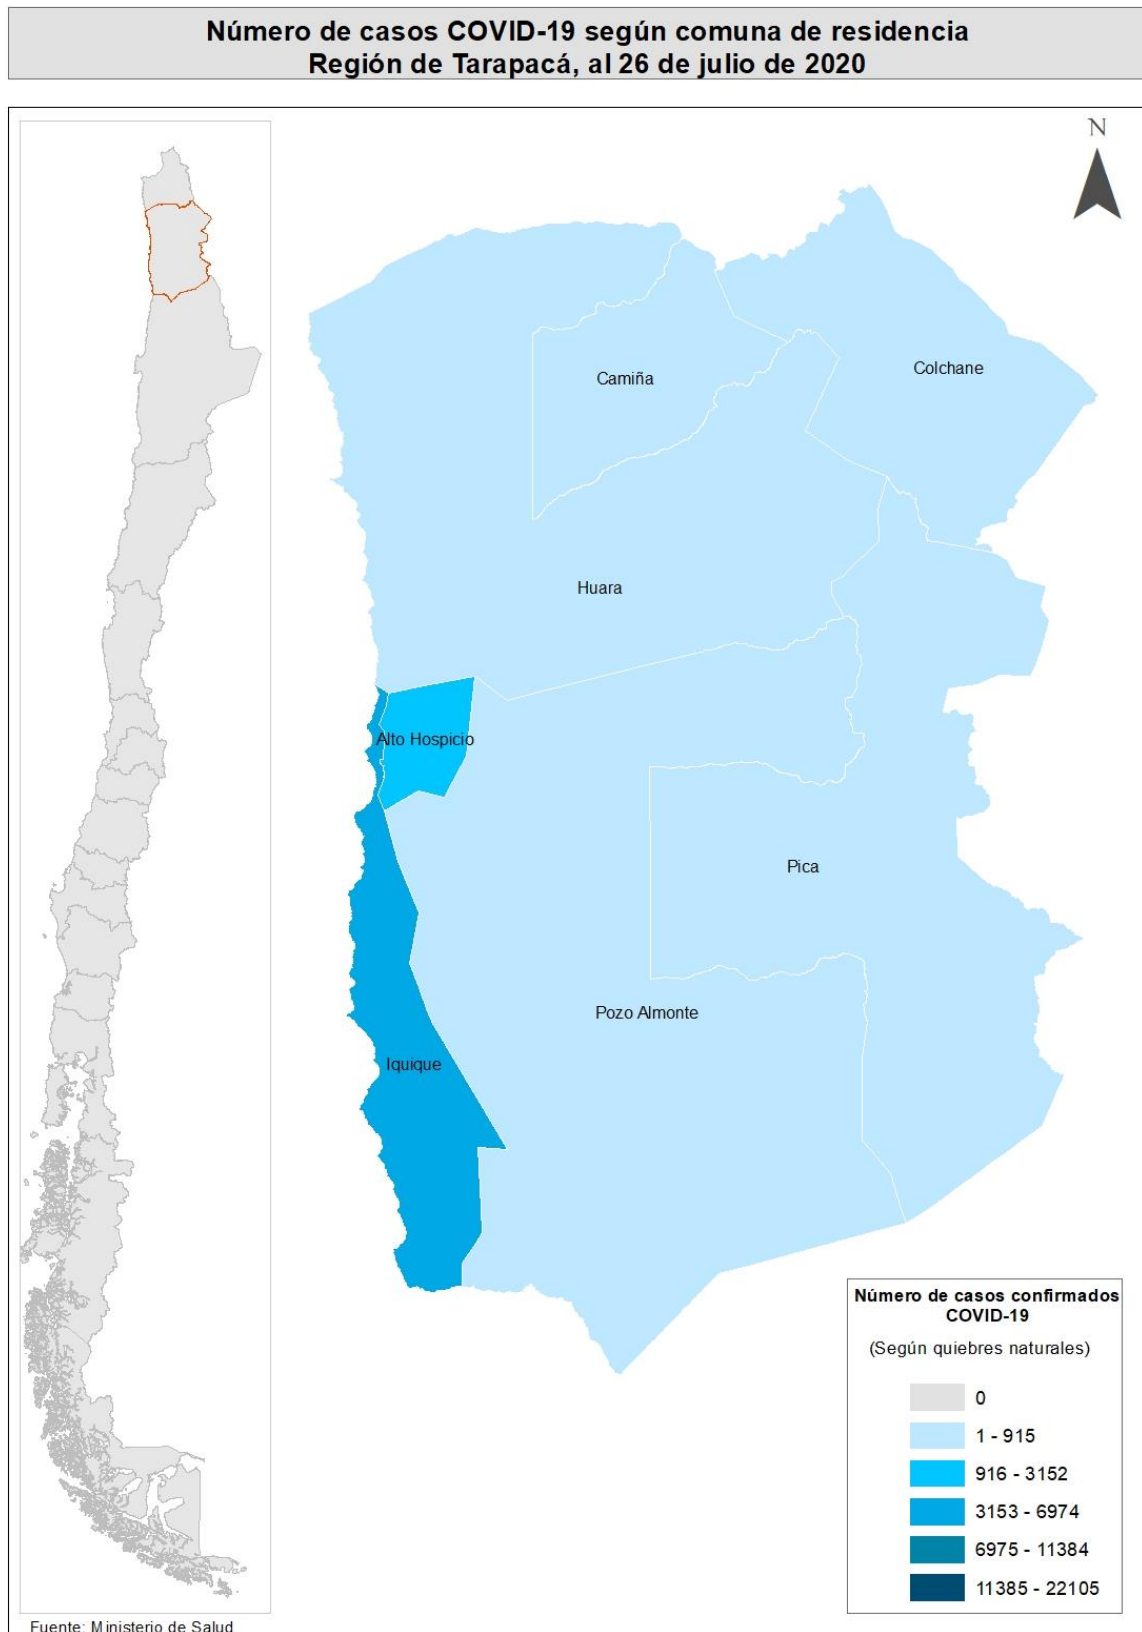 Número de casos COVID-19 según comuna de residencia
Región de Tarapacá, al 26 de julio de 2020
N
Camiña
Colchane
Huara
Alto Hospicio
Pica
Pozo Almonte
Iquique
Número de casos confirmados
COVID-19
(Según quiebres naturales)
0
1 - 915
916 - 3152
3153 - 6974
6975 - 11384
11385 - 22105
Fuente: Ministerio de Salud